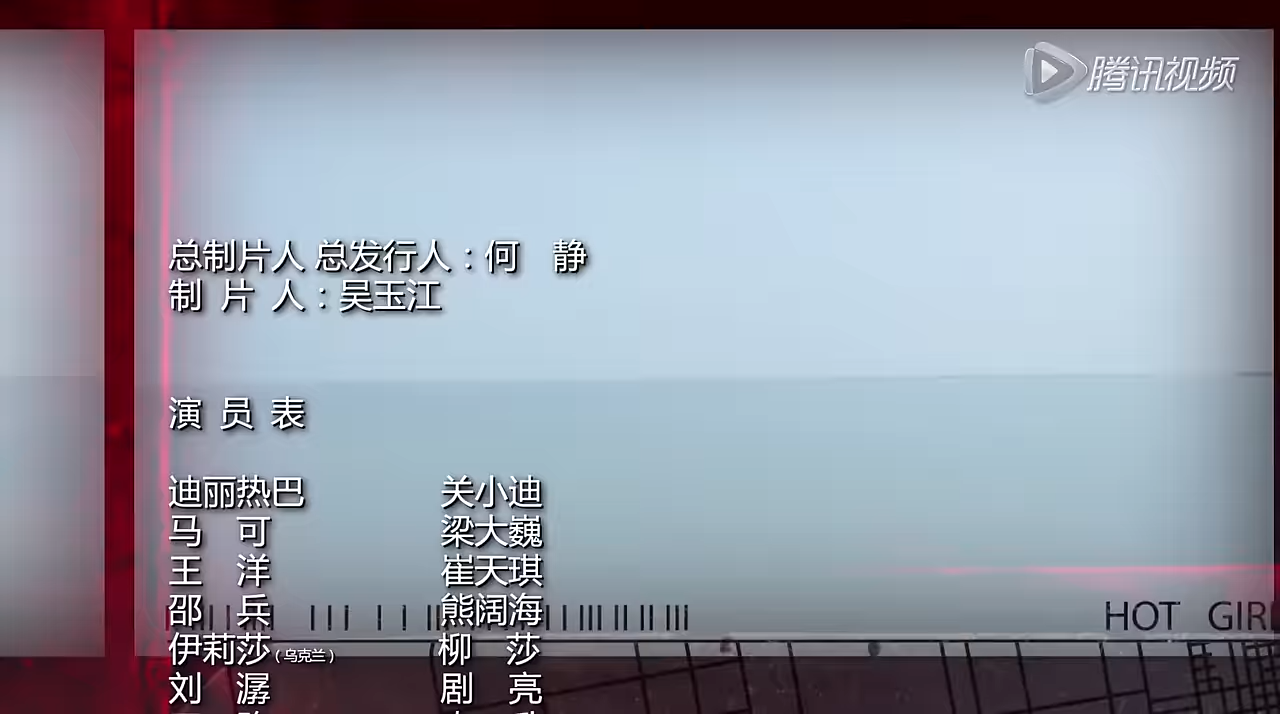 腾讯视频
总制片人 总发行人：何 静
制 片 人：吴玉江
演 员 表
迪丽热巴 关小迪
马 可 梁大巍
王 洋 崔天琪
邵 兵 熊阔海
伊莉莎（乌克兰） 柳 莎
刘 潺 剧 亮
HOT GIR